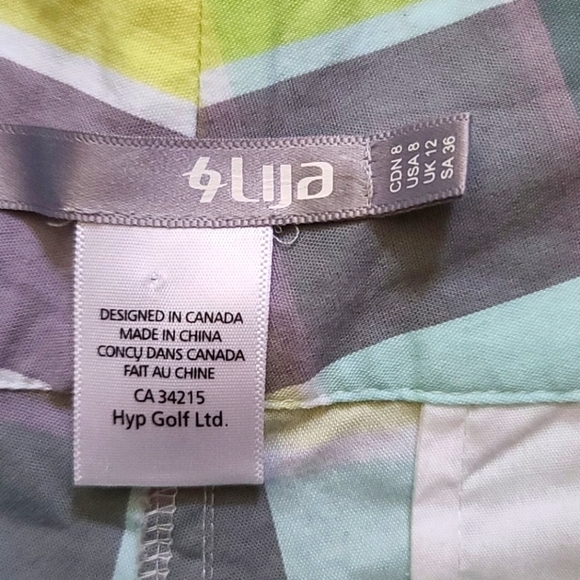 Lija
CDN 8
USA 8
UK 12
SA 36
DESIGNED IN CANADA
MADE IN CHINA
CONCŲ DANS CANADA
FAIT AU CHINE
CA 34215
Hyp Golf Ltd.